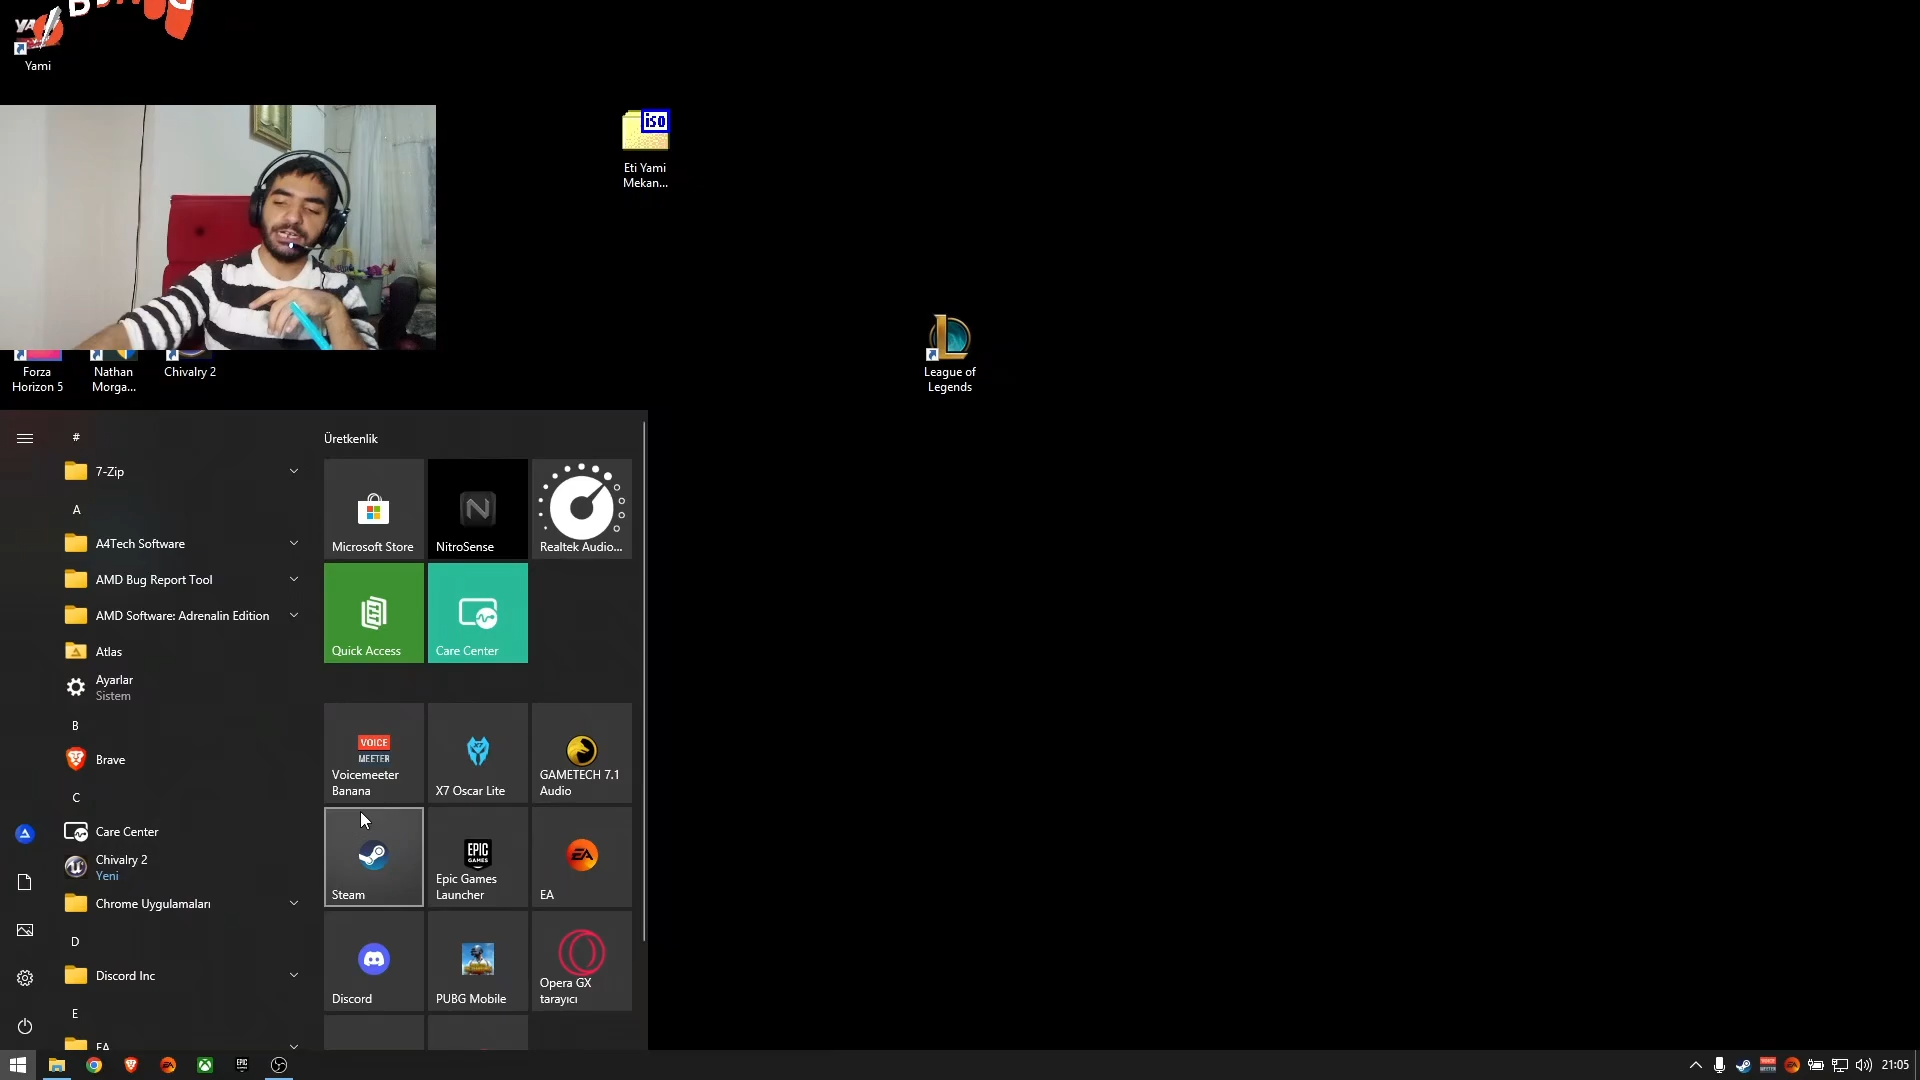 Yami
iso
Eti Yami
Mekan...
Forza
Horizon 5
Nathan
Morga...
Chivalry 2
League of
Legends
#
7-Zip
A
A4Tech Software
AMD Bug Report Tool
AMD Software: Adrenalin Edition
Atlas
Ayarlar
Sistem
B
Brave
C
Care Center
Chivalry 2
Yeni
Chrome Uygulamaları
D
Discord Inc
E
EA
Üretkenlik
Microsoft Store
NitroSense
Realtek Audio...
Quick Access
Care Center
VOICE
MEETER
Voicemeeter
Banana
X7 Oscar Lite
GAMETECH 7.1
Audio
Steam
EPIC
GAMES
Epic Games
Launcher
EA
EA
Discord
PUBG Mobile
Opera GX
tarayıcı
21:05